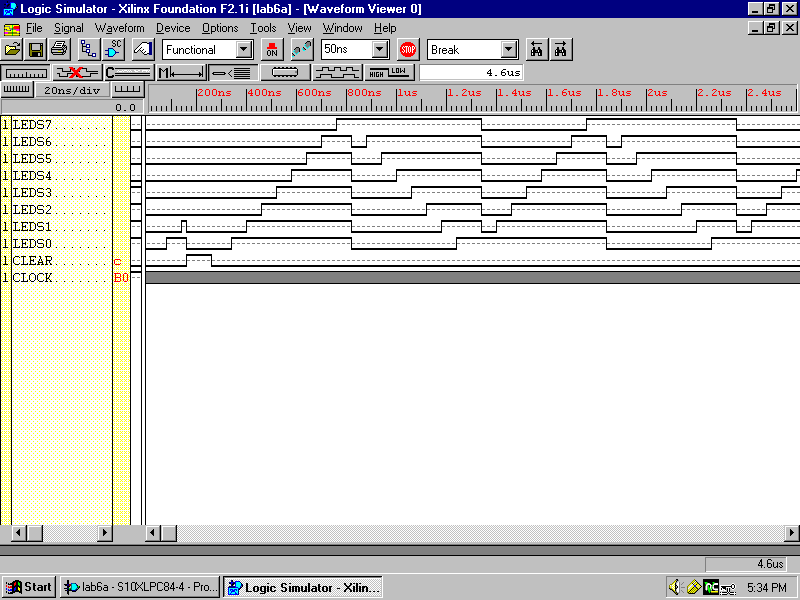 Logic Simulator - Xilinx Foundation F2.1i [lab6a] - [Waveform Viewer 0]
File Signal Waveform Device Options Tools View Window Help
SC Functional ON 50ns STOP Break
C M HIGH LOW 4.6us
20ns/div 200ns 400ns 600ns 800ns 1us 1.2us 1.4us 1.6us 1.8us 2us 2.2us 2.4us
0.0
1 LEDS7.......
1 LEDS6.......
1 LEDS5.......
1 LEDS4.......
1 LEDS3.......
1 LEDS2.......
1 LEDS1.......
1 LEDS0.......
1 CLEAR....... c
1 CLOCK....... B0
4.6us
Start lab6a - S10XLPC84-4 - Pro... Logic Simulator - Xilin... 5:34 PM